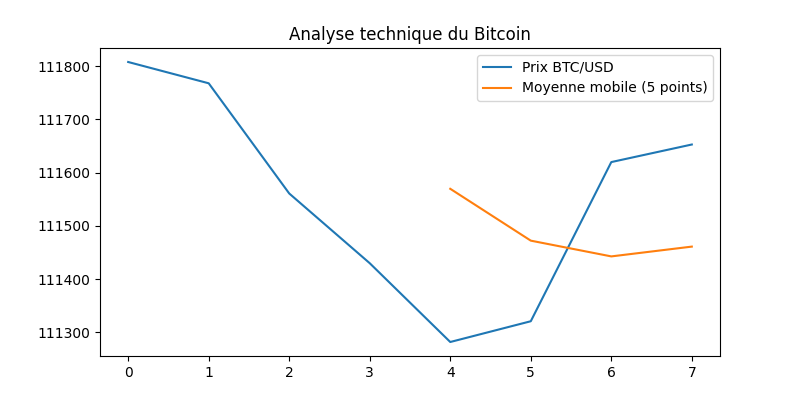 Analyse technique du Bitcoin
Prix BTC/USD
Moyenne mobile (5 points)
111800
111700
111600
111500
111400
111300
0 1 2 3 4 5 6 7